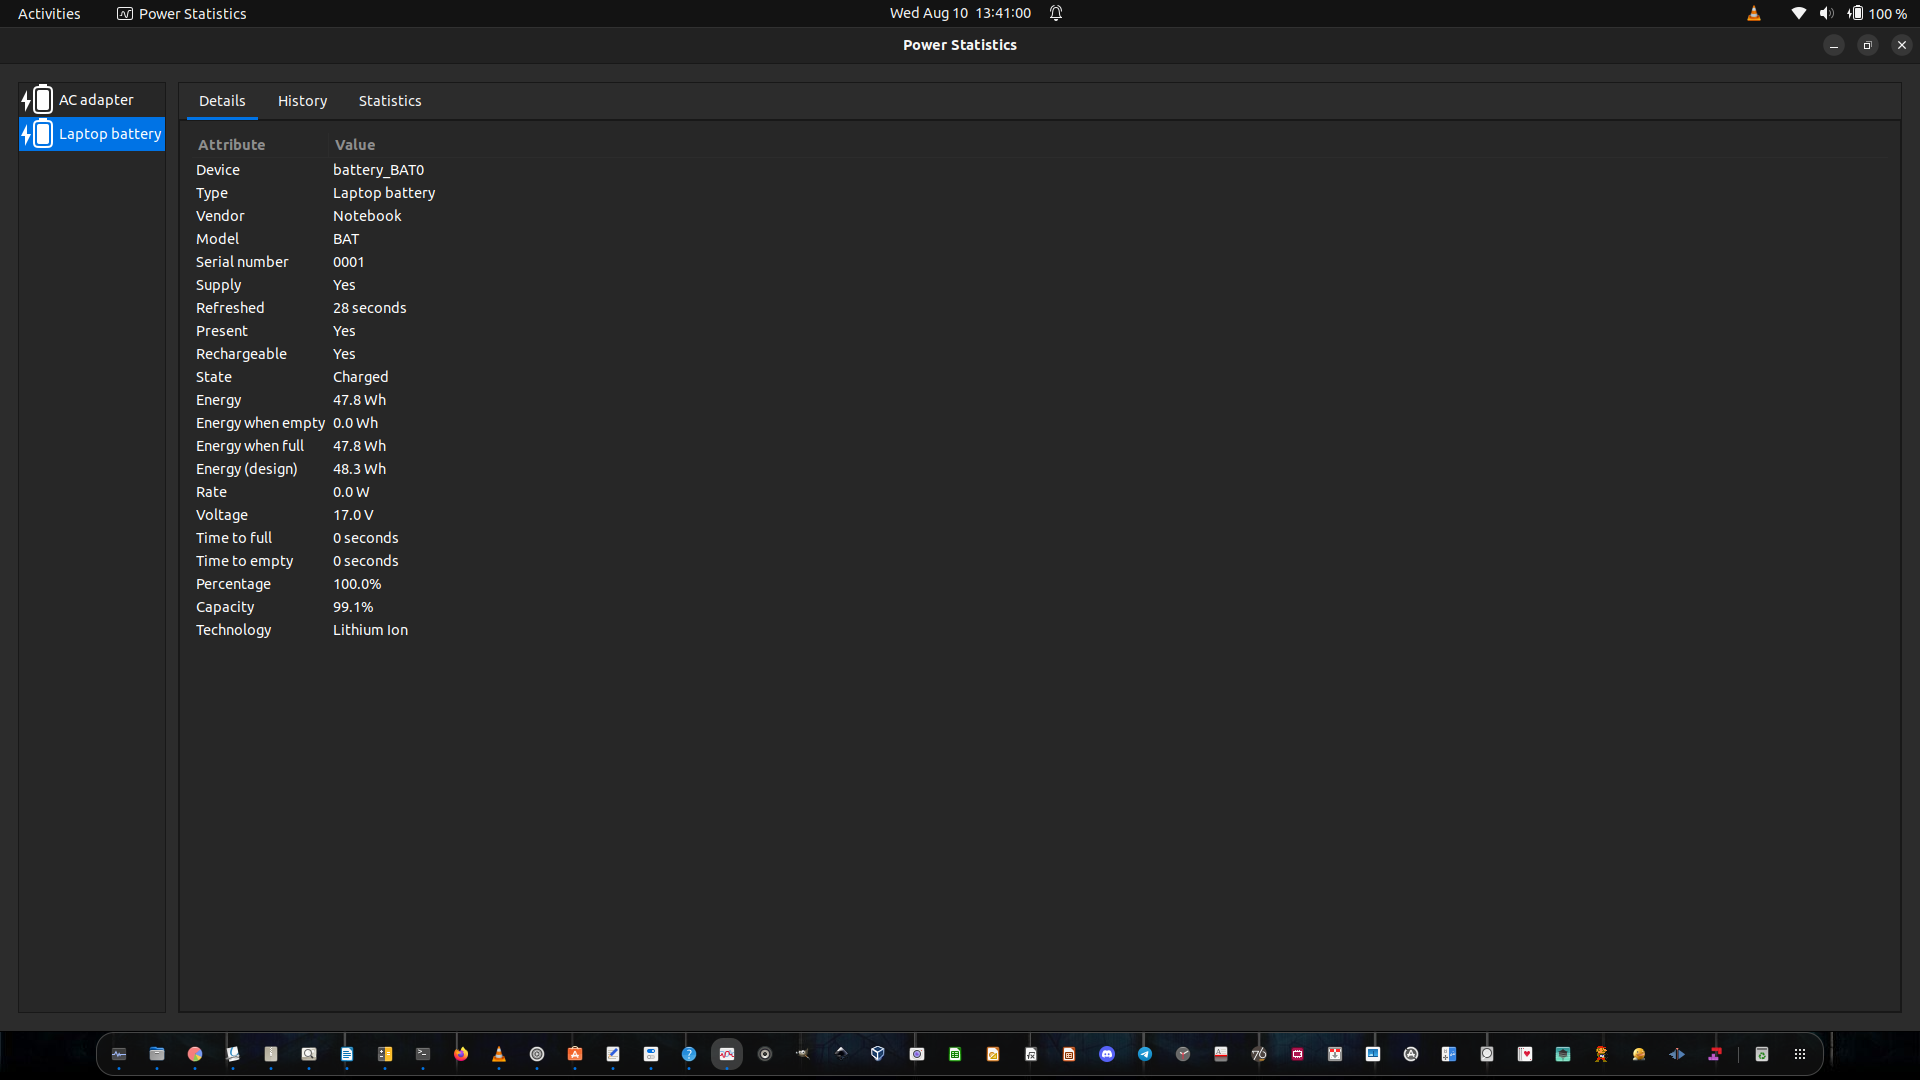 Activities Power Statistics Wed Aug 10 13:41:00 100 %
Power Statistics
AC adapter
Laptop battery
Details History Statistics
Attribute Value
Device battery_BAT0
Type Laptop battery
Vendor Notebook
Model BAT
Serial number 0001
Supply Yes
Refreshed 28 seconds
Present Yes
Rechargeable Yes
State Charged
Energy 47.8 Wh
Energy when empty 0.0 Wh
Energy when full 47.8 Wh
Energy (design) 48.3 Wh
Rate 0.0 W
Voltage 17.0 V
Time to full 0 seconds
Time to empty 0 seconds
Percentage 100.0%
Capacity 99.1%
Technology Lithium Ion